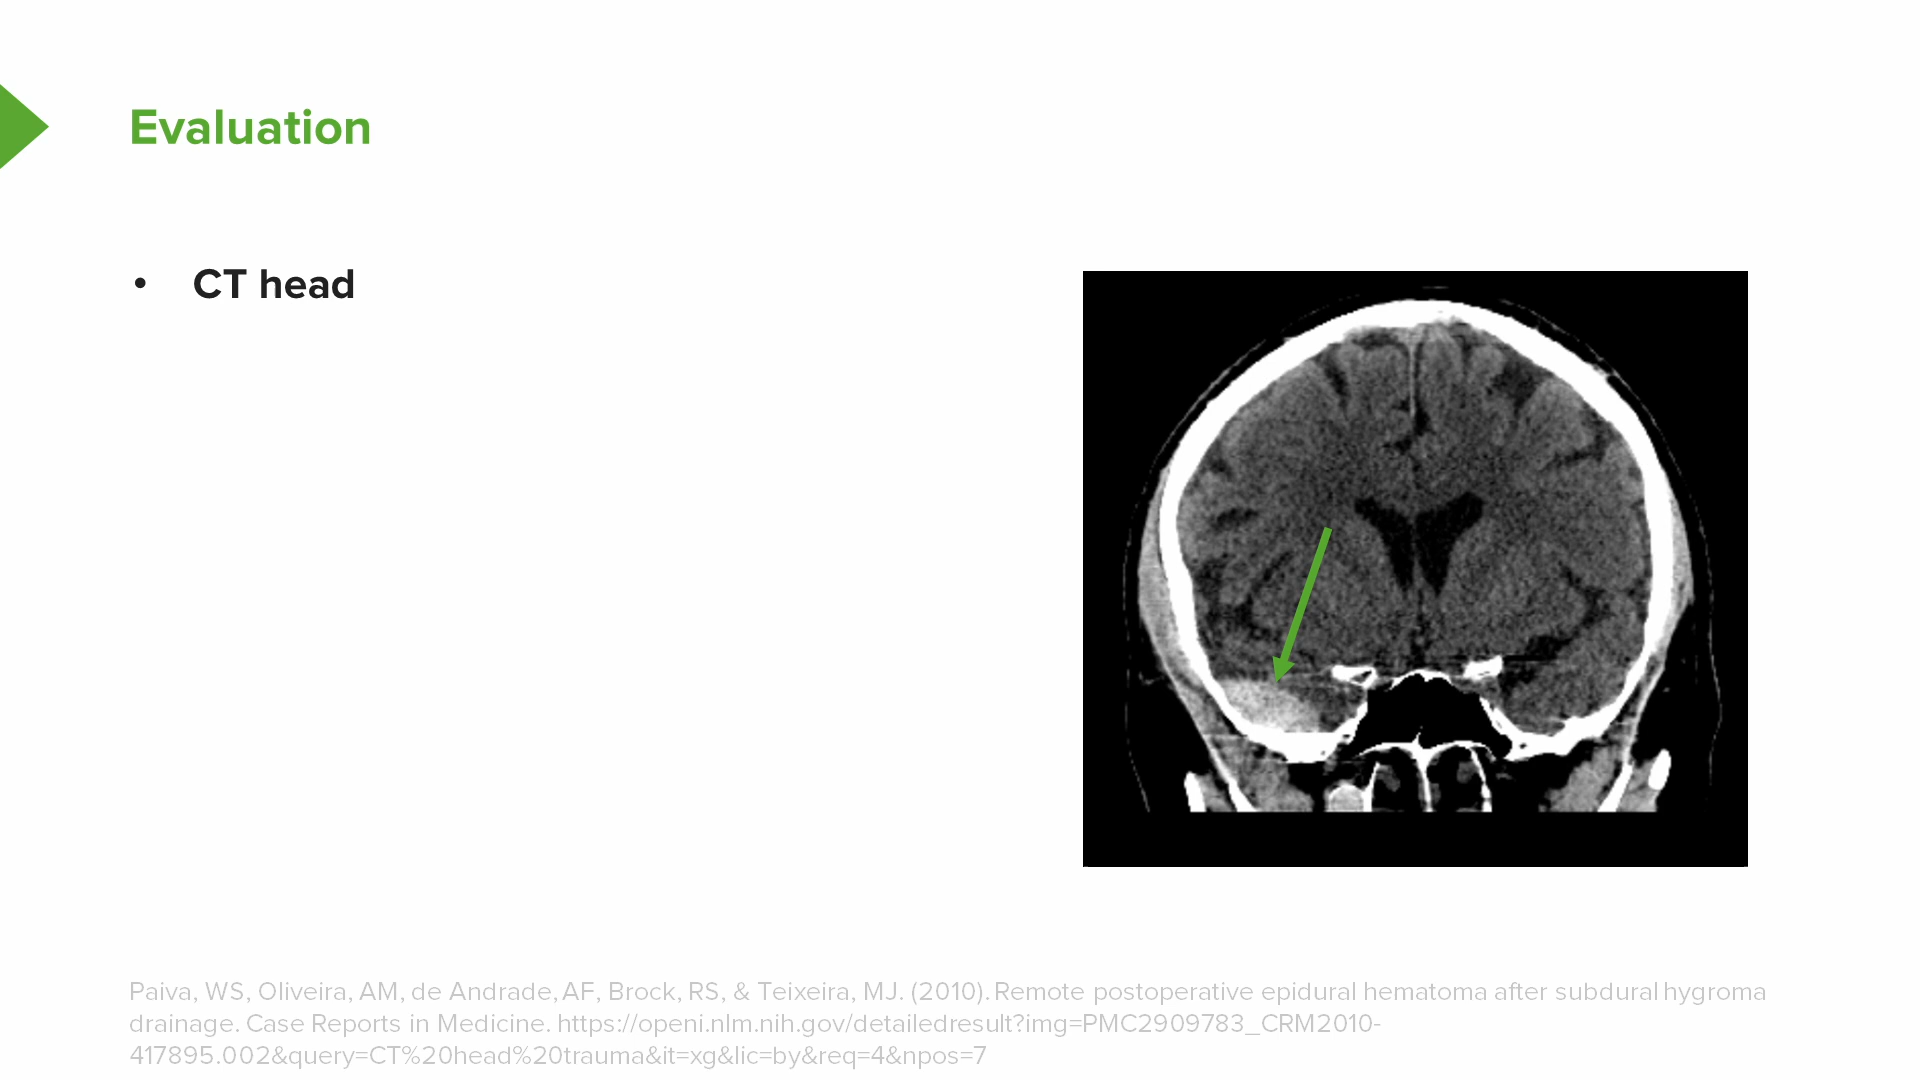 Evaluation
• CT head
Paiva, WS, Oliveira, AM, de Andrade, AF, Brock, RS, & Teixeira, MJ. (2010). Remote postoperative epidural hematoma after subdural hygroma
drainage. Case Reports in Medicine. https://openi.nlm.nih.gov/detailedresult?img=PMC2909783_CRM2010-
417895.002&query=CT%20head%20trauma&it=xg&lic=by&req=4&npos=7